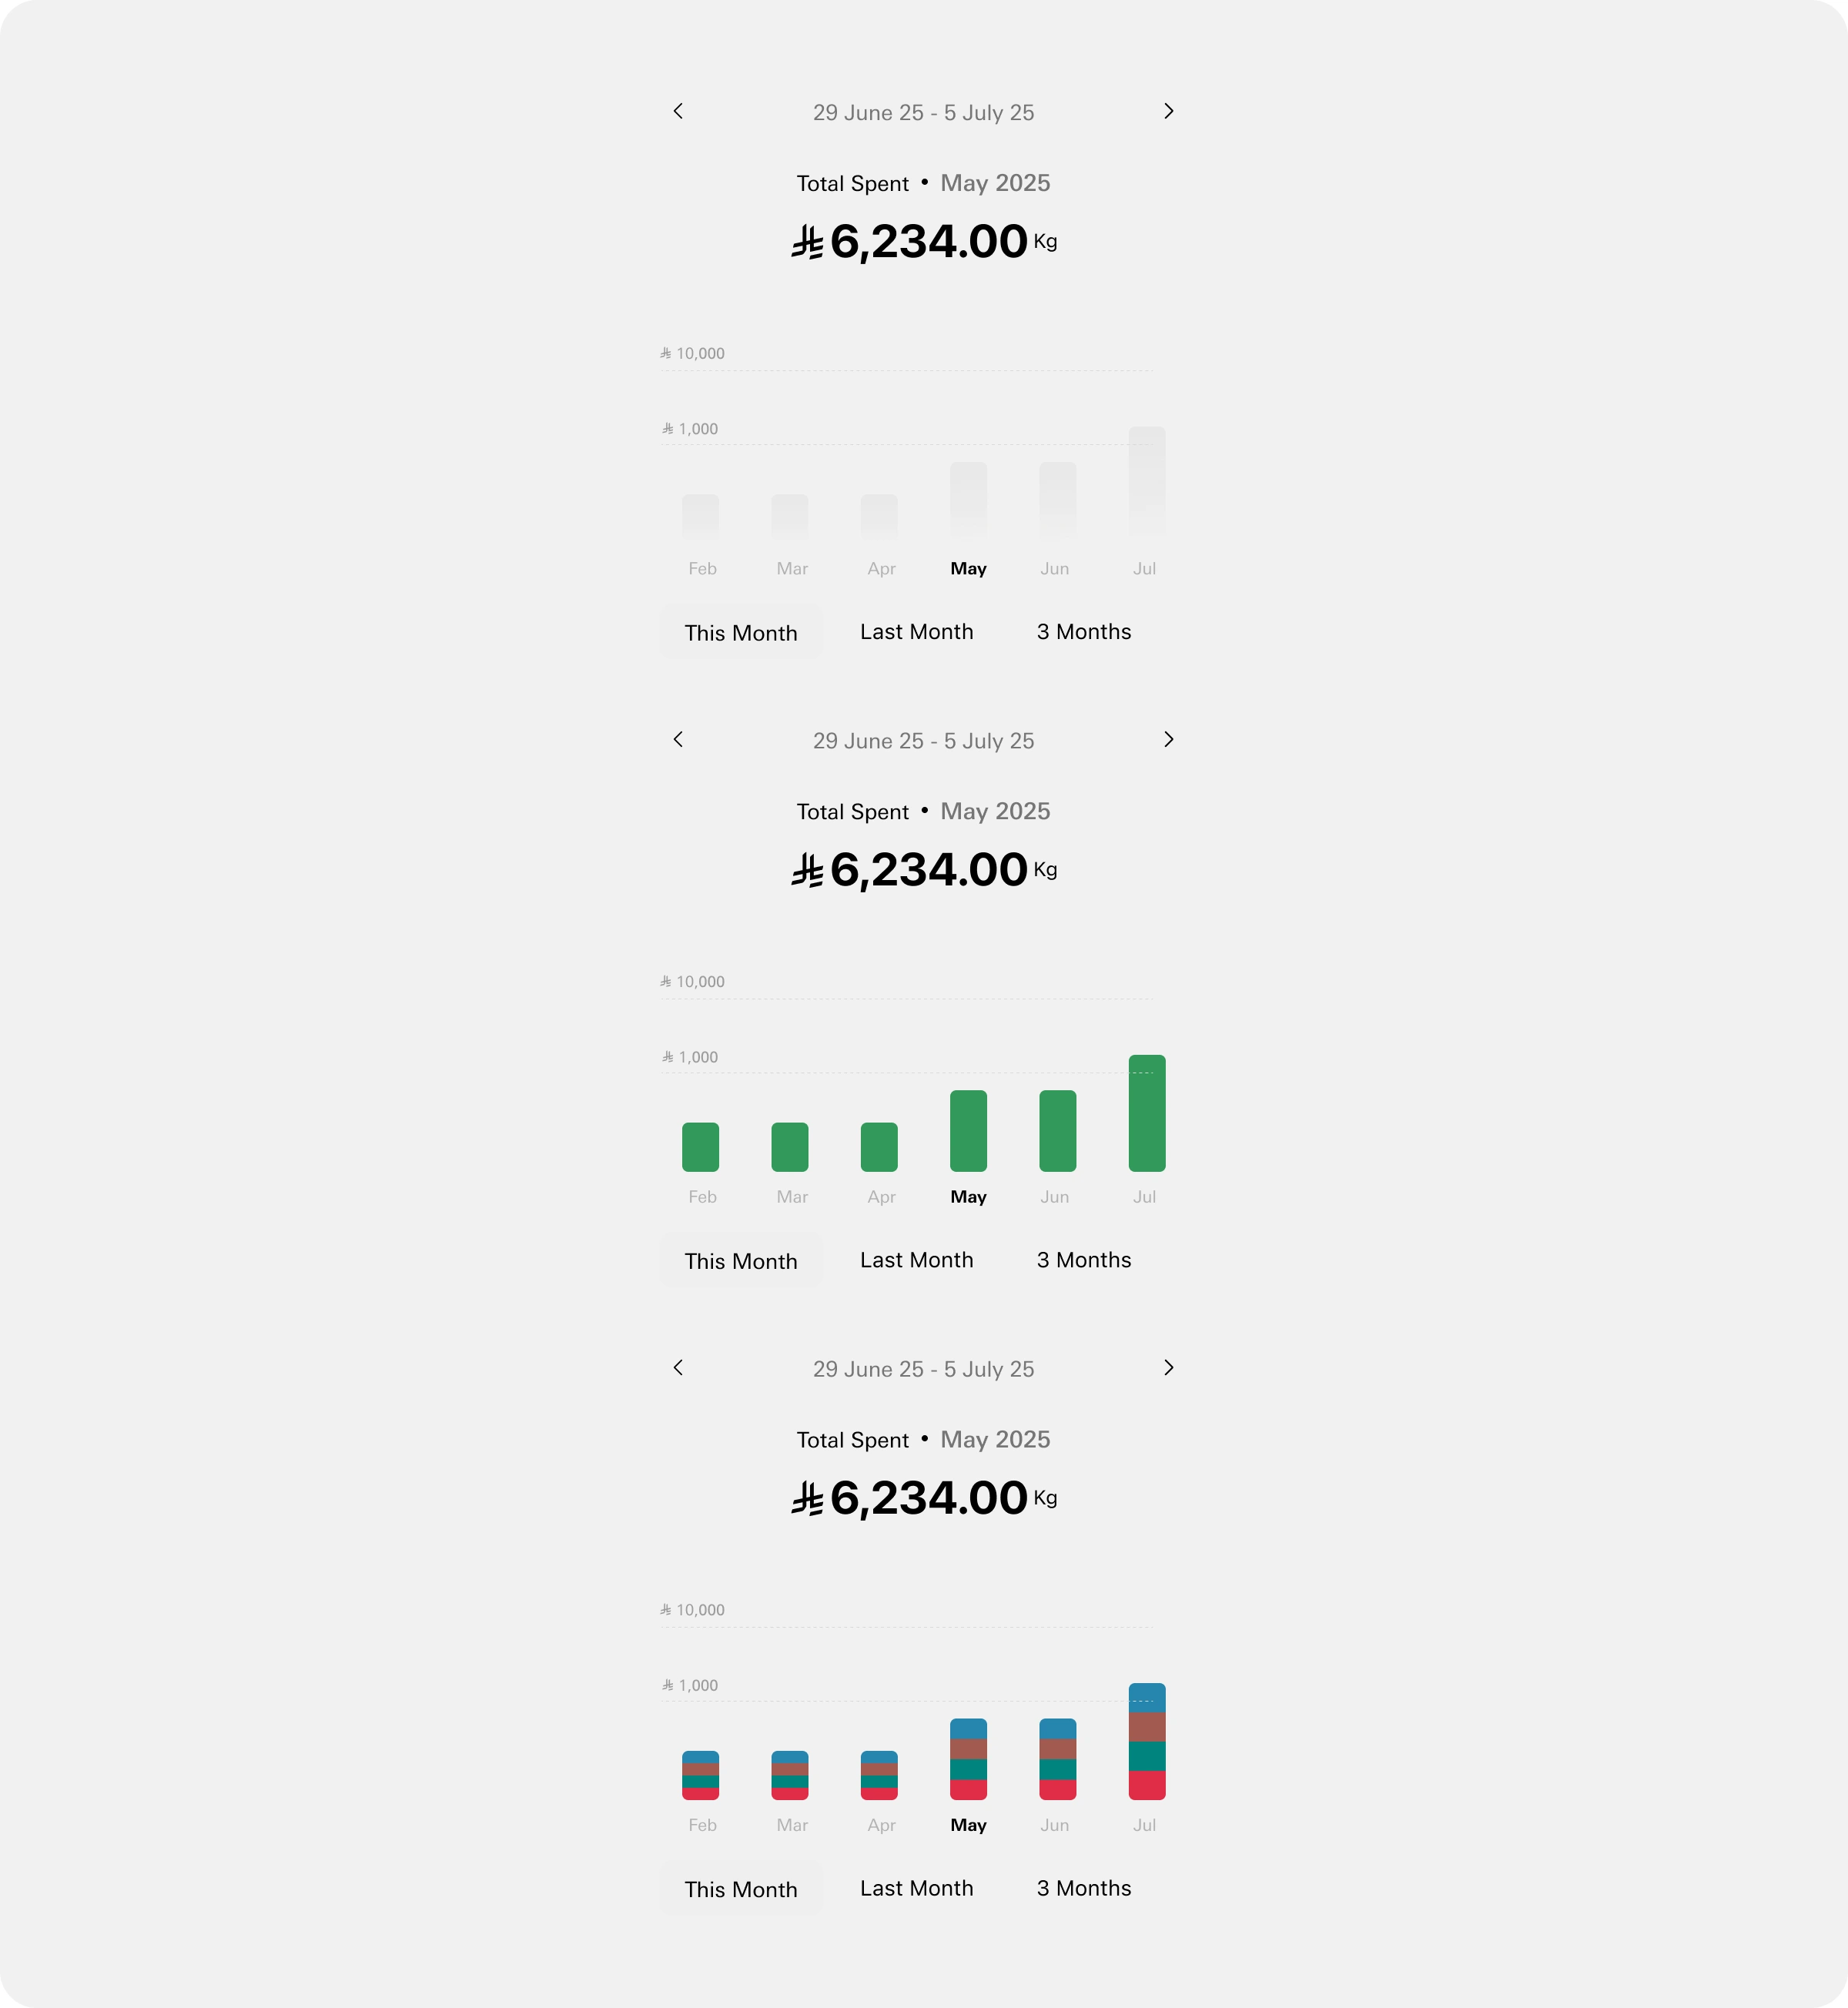 29 June 25 - 5 July 25
Total Spent • May 2025
⃁ 6,234.00 Kg
⃁ 10,000
⃁ 1,000
Feb Mar Apr May Jun Jul
This Month Last Month 3 Months
29 June 25 - 5 July 25
Total Spent • May 2025
⃁ 6,234.00 Kg
⃁ 10,000
⃁ 1,000
Feb Mar Apr May Jun Jul
This Month Last Month 3 Months
29 June 25 - 5 July 25
Total Spent • May 2025
⃁ 6,234.00 Kg
⃁ 10,000
⃁ 1,000
Feb Mar Apr May Jun Jul
This Month Last Month 3 Months